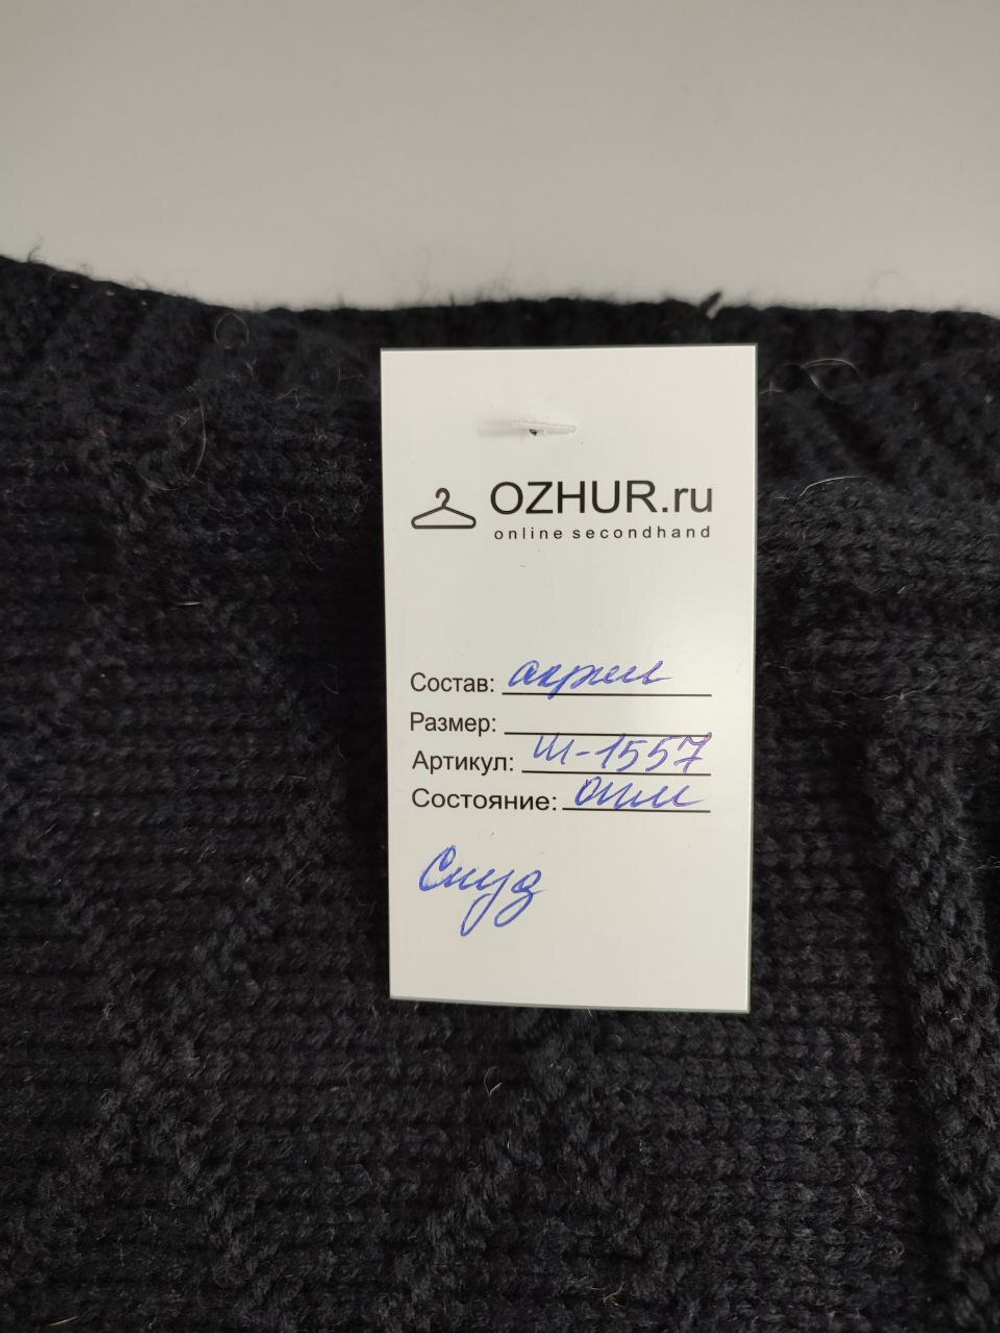 OZHUR.ru
online secondhand
Состав: акрил
Размер:
Артикул: Ш-1557
Состояние: отл
Снуд